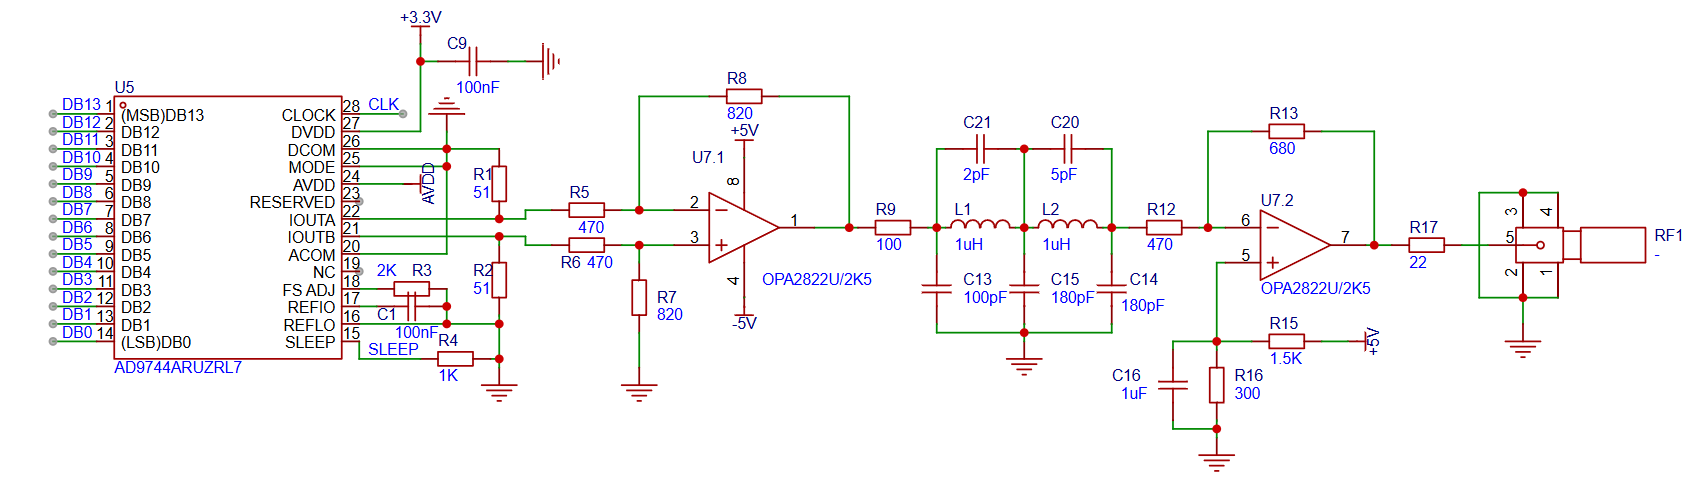 +3.3V
C9
100nF
U5
DB13 1 (MSB)DB13
DB12 2 DB12
DB11 3 DB11
DB10 4 DB10
DB9 5 DB9
DB8 6 DB8
DB7 7 DB7
DB6 8 DB6
DB5 9 DB5
DB4 10 DB4
DB3 11 DB3
DB2 12 DB2
DB1 13 DB1
DB0 14 (LSB)DB0
CLOCK 28 CLK
DVDD 27
DCOM 26
MODE 25
AVDD 24 AVDD
RESERVED 23
IOUTA 22
IOUTB 21
ACOM 20
NC 19
FS ADJ 18
REFIO 17
REFLO 16
SLEEP 15 SLEEP
AD9744ARUZRL7
R1
51
R2
51
2K R3
C1
100nF
R4
1K
R5
470
R6 470
R7
820
R8
820
+5V
U7.1
8
2
3
1
4
-5V
OPA2822U/2K5
R9
100
C21
2pF
C20
5pF
L1
1uH
L2
1uH
C13
100pF
C15
180pF
C14
180pF
R12
470
R13
680
U7.2
6
5
7
OPA2822U/2K5
R15
1.5K
+5V
C16
1uF
R16
300
R17
22
3 4
5
2 1
RF1
-